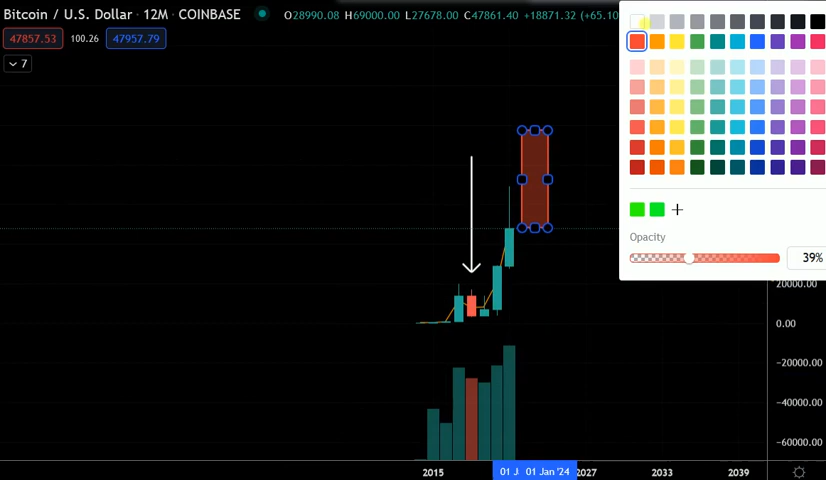 Bitcoin / U.S. Dollar · 12M · COINBASE O28990.08 H69000.00 L27678.00 C47861.40 +18871.32 (+65.10
47857.53 100.26 47957.79
7
Opacity
39%
20000.00
0.00
−20000.00
−40000.00
−60000.00
2015 01 J 01 Jan '24 2027 2033 2039